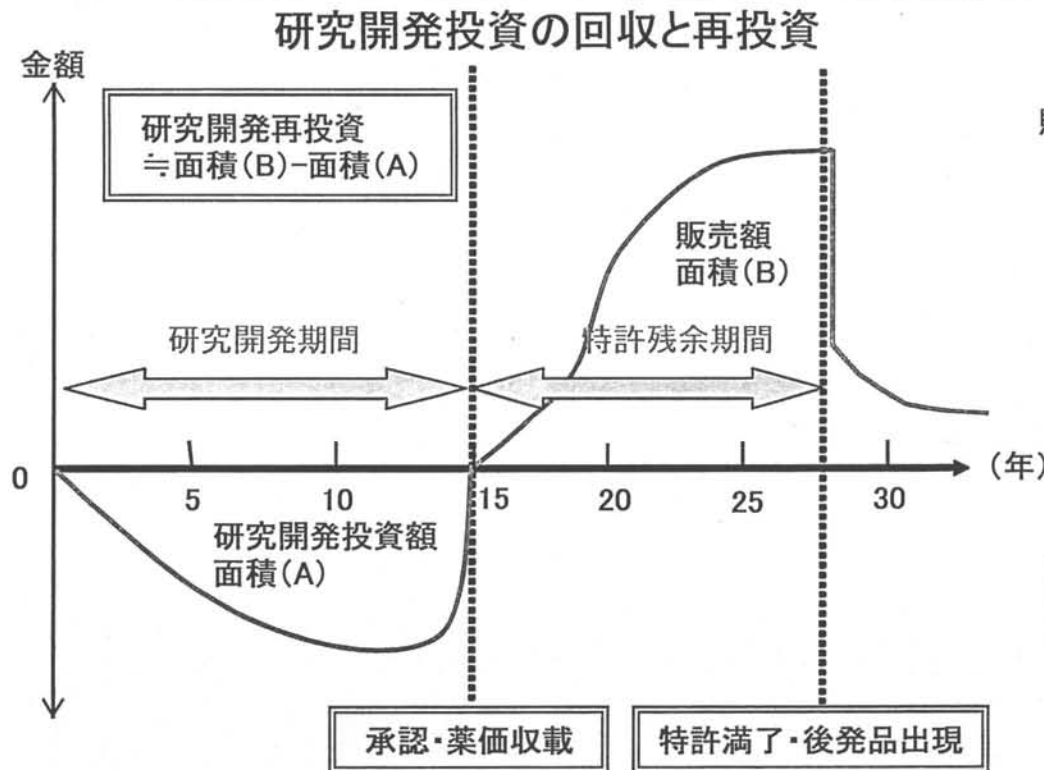 研究開発投資の回収と再投資
金額
研究開発再投資
≒面積(B)-面積(A)
販売額
面積(B)
研究開発期間
特許残余期間
0
5
10
15
20
25
30
(年)
研究開発投資額
面積(A)
承認・薬価収載
特許満了・後発品出現